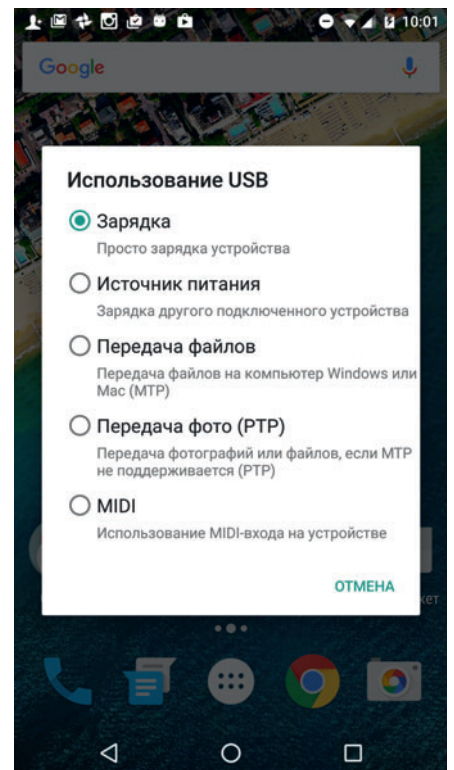 10:01
Google
Использование USB
Зарядка
Просто зарядка устройства
Источник питания
Зарядка другого подключенного устройства
Передача файлов
Передача файлов на компьютер Windows или
Mac (MTP)
Передача фото (PTP)
Передача фотографий или файлов, если MTP
не поддерживается (PTP)
MIDI
Использование MIDI-входа на устройстве
ОТМЕНА